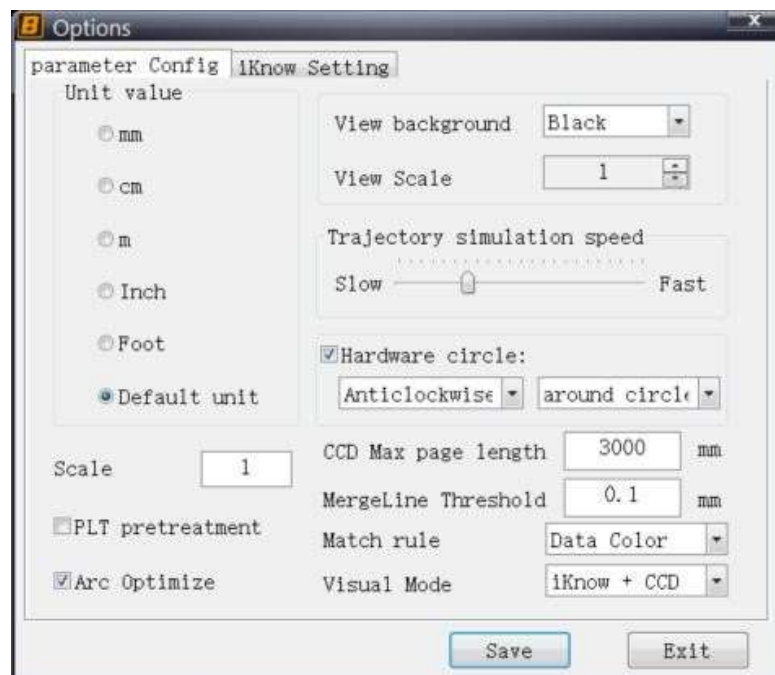 B Options
parameter Config
iKnow Setting
Unit value
mm
cm
m
Inch
Foot
Default unit
View background Black
View Scale 1
Trajectory simulation speed
Slow Fast
Hardware circle:
Anticlockwise around circle
Scale 1
PLT pretreatment
Arc Optimize
CCD Max page length 3000 mm
MergeLine Threshold 0.1 mm
Match rule Data Color
Visual Mode iKnow + CCD
Save Exit